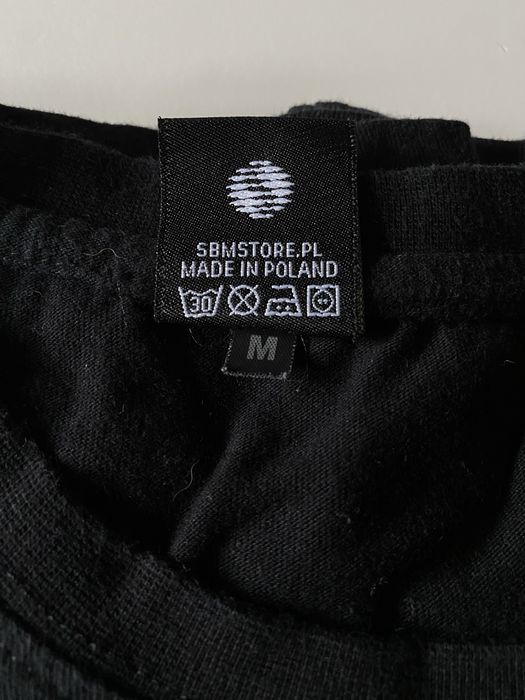 SBMSTORE.PL
MADE IN POLAND
30
M